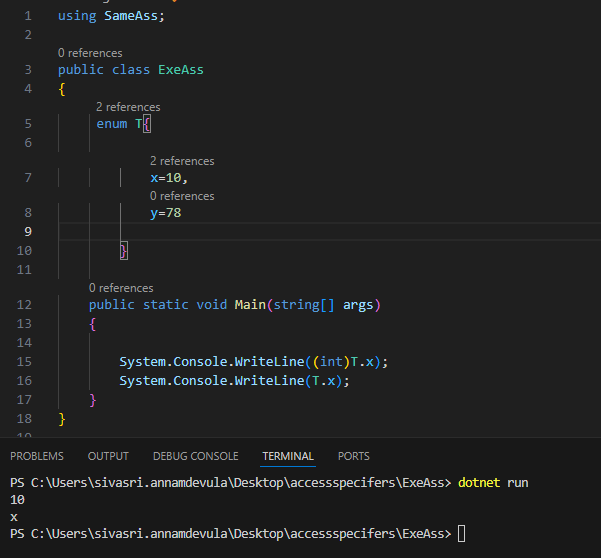 1 using SameAss;
2
0 references
3 public class ExeAss
4 {
2 references
5 enum T{
6
2 references
7 x=10,
0 references
8 y=78
9
10 }
11
0 references
12 public static void Main(string[] args)
13 {
14
15 System.Console.WriteLine((int)T.x);
16 System.Console.WriteLine(T.x);
17 }
18 }
PROBLEMS OUTPUT DEBUG CONSOLE TERMINAL PORTS
PS C:\Users\sivasri.annamdevula\Desktop\accessspecifers\ExeAss> dotnet run
10
x
PS C:\Users\sivasri.annamdevula\Desktop\accessspecifers\ExeAss>